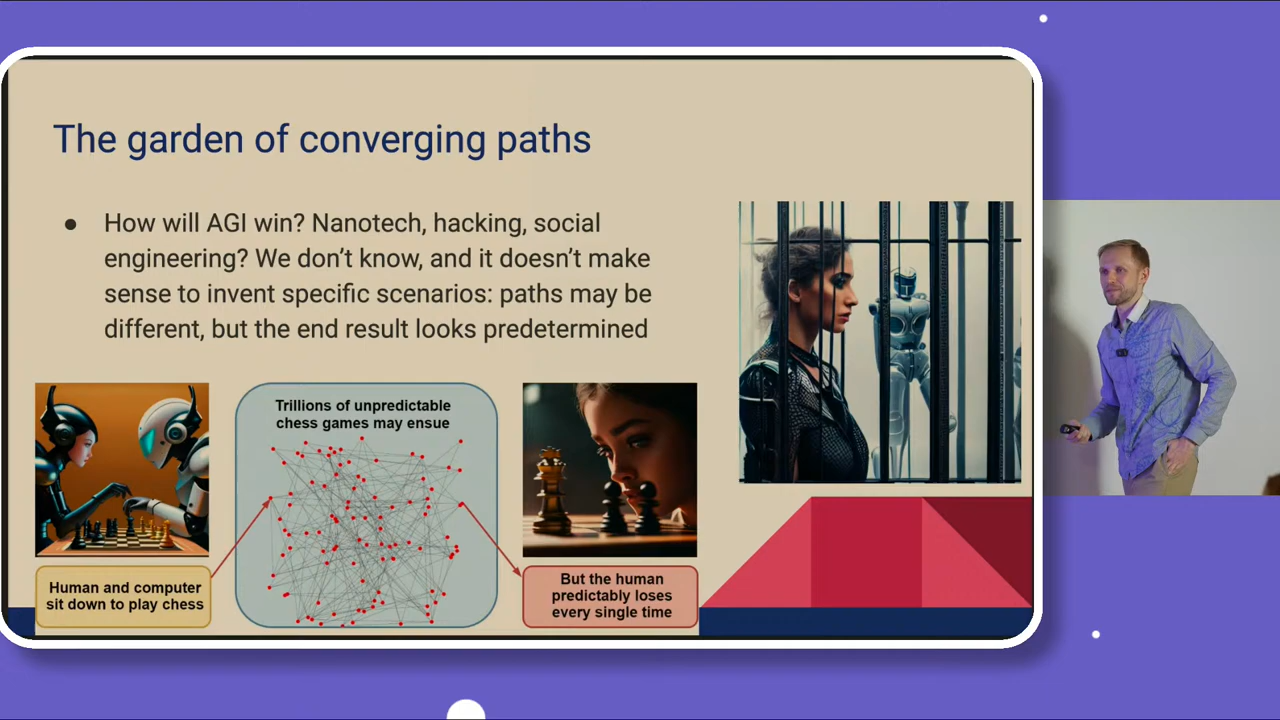 The garden of converging paths
● How will AGI win? Nanotech, hacking, social
engineering? We don’t know, and it doesn’t make
sense to invent specific scenarios: paths may be
different, but the end result looks predetermined
Human and computer
sit down to play chess
Trillions of unpredictable
chess games may ensue
But the human
predictably loses
every single time